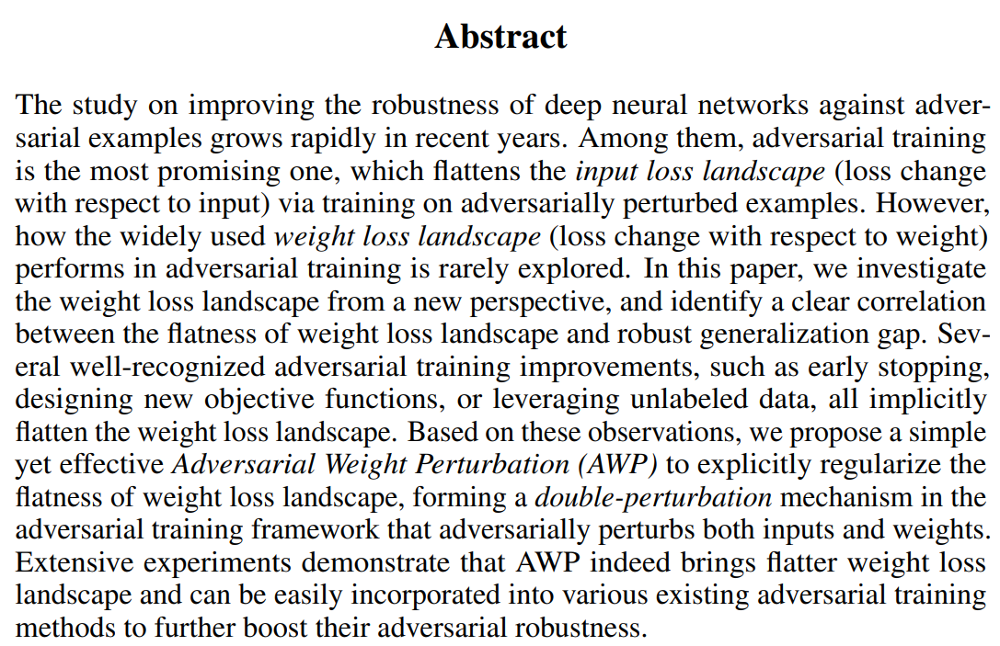 Abstract
The study on improving the robustness of deep neural networks against adver-
sarial examples grows rapidly in recent years. Among them, adversarial training
is the most promising one, which flattens the input loss landscape (loss change
with respect to input) via training on adversarially perturbed examples. However,
how the widely used weight loss landscape (loss change with respect to weight)
performs in adversarial training is rarely explored. In this paper, we investigate
the weight loss landscape from a new perspective, and identify a clear correlation
between the flatness of weight loss landscape and robust generalization gap. Sev-
eral well-recognized adversarial training improvements, such as early stopping,
designing new objective functions, or leveraging unlabeled data, all implicitly
flatten the weight loss landscape. Based on these observations, we propose a simple
yet effective Adversarial Weight Perturbation (AWP) to explicitly regularize the
flatness of weight loss landscape, forming a double-perturbation mechanism in the
adversarial training framework that adversarially perturbs both inputs and weights.
Extensive experiments demonstrate that AWP indeed brings flatter weight loss
landscape and can be easily incorporated into various existing adversarial training
methods to further boost their adversarial robustness.